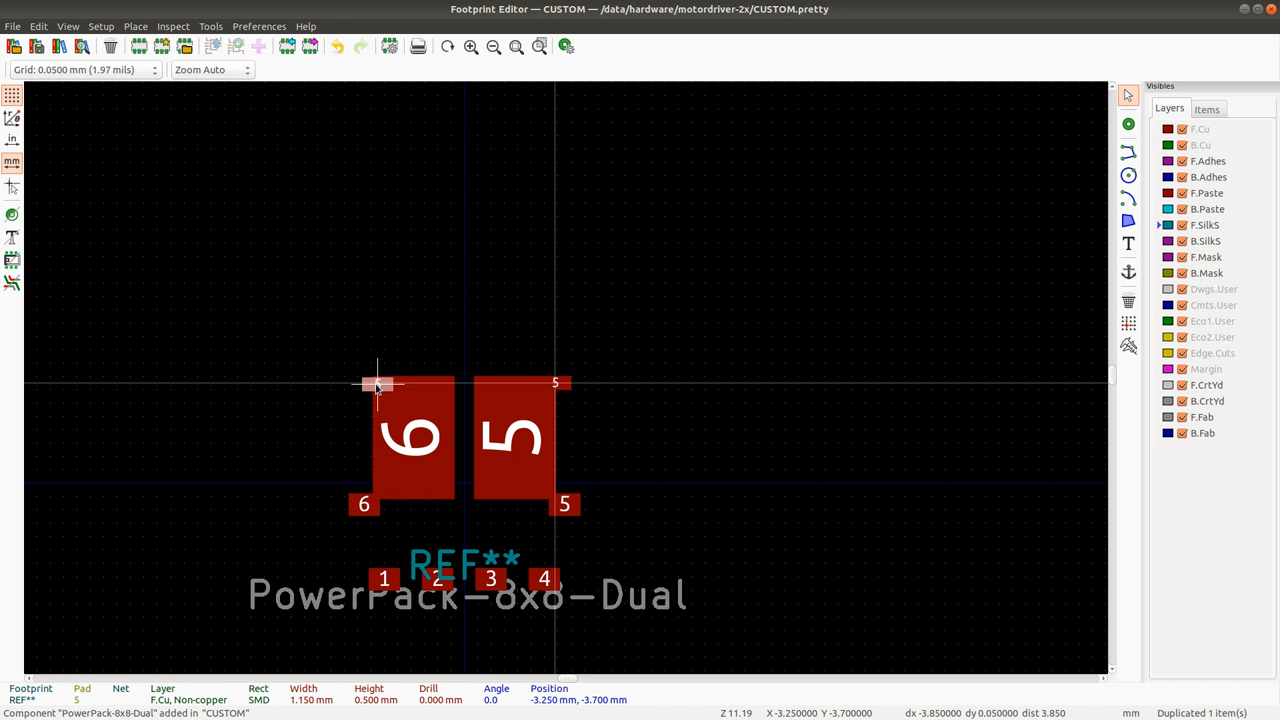 Footprint Editor — CUSTOM — /data/hardware/motordriver-2x/CUSTOM.pretty
File Edit View Setup Place Inspect Tools Preferences Help
Grid: 0.0500 mm (1.97 mils) Zoom Auto
in
mm
Visibles
Layers Items
F.Cu
B.Cu
F.Adhes
B.Adhes
F.Paste
B.Paste
F.SilkS
B.SilkS
F.Mask
B.Mask
Dwgs.User
Cmts.User
Eco1.User
Eco2.User
Edge.Cuts
Margin
F.CrtYd
B.CrtYd
F.Fab
B.Fab
5
6 5
6 5
REF**
1 2 3 4
PowerPack-8x8-Dual
Footprint Pad Net Layer Rect Width Height Drill Angle Position
REF** 5 F.Cu, Non-copper SMD 1.150 mm 0.500 mm 0.000 mm 0.0 -3.250 mm, -3.700 mm
Component "PowerPack-8x8-Dual" added in "CUSTOM" Z 11.19 X -3.250000 Y -3.700000 dx -3.850000 dy 0.050000 dist 3.850 mm Duplicated 1 item(s)